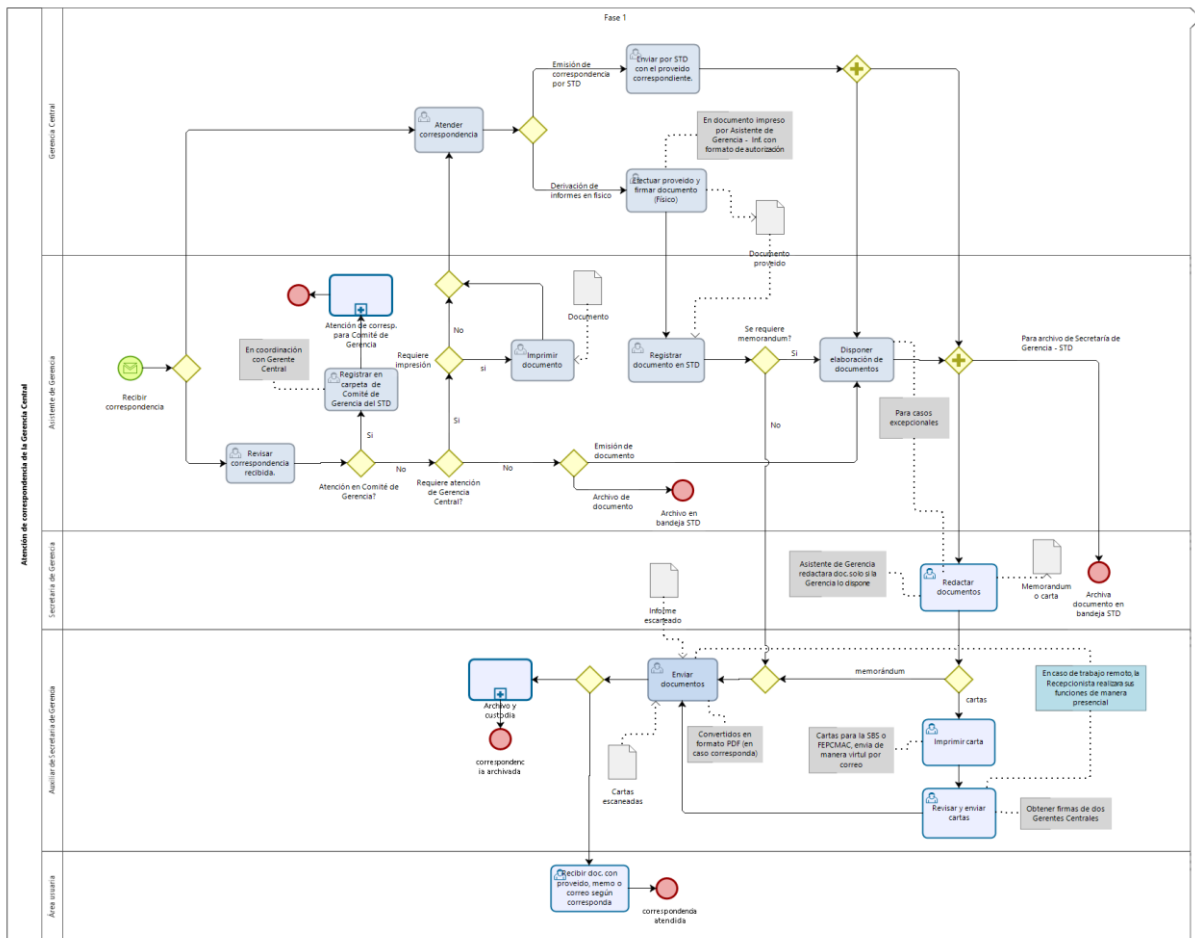 Fase 1
Atención de correspondencia de la Gerencia Central
Gerencia Central
Emisión de
correspondencia
por STD
Enviar por STD
con el proveido
correspondiente.
Atender
correspondencia
En documento impreso
por Asistente de
Gerencia - Inf. con
formato de autorización
Derivación de
informes en fisico
Efectuar proveido y
firmar documento
(Fisico)
Documento
proveido
Asistente de Gerencia
Recibir
correspondencia
Atención de corresp.
para Comité de
Gerencia
En coordinación
con Gerente
Central
Registrar en
carpeta de
Comité de
Gerencia del STD
Revisar
correspondencia
recibida.
Si
No
Atención en Comité de
Gerencia?
Requiere
impresión
No
si
Si
Imprimir
documento
Documento
Requiere atención
de Gerencia
Central?
No
Emisión de
documento
Archivo de
documento
Archivo en
bandeja STD
Registrar
documento en STD
Se requiere
memorandum?
Si
No
Disponer
elaboración de
documentos
Para casos
excepcionales
Para archivo de Secretaría de
Gerencia - STD
Secretaria de Gerencia
Asistente de Gerencia
redactara doc. solo si la
Gerencia lo dispone
Redactar
documentos
Memorandum
o carta
Archiva
documento en
bandeja STD
Informe
escareado
Auxiliar de Secretaria de Gerencia
Archivo y
custodia
correspondenc
ia archivada
Enviar
documentos
memorándum
cartas
Convertidos en
formato PDF (en
caso corresponda)
Cartas
escaneadas
Cartas para la SBS o
FEPCMAC, envia de
manera virtul por
correo
Imprimir carta
Revisar y enviar
cartas
Obtener firmas de dos
Gerentes Centrales
En caso de trabajo remoto, la
Recepcionista realizara sus
funciones de manera
presencial
Área usuaria
Recibir doc. con
proveido, memo o
correo según
corresponda
correspondenda
atendida